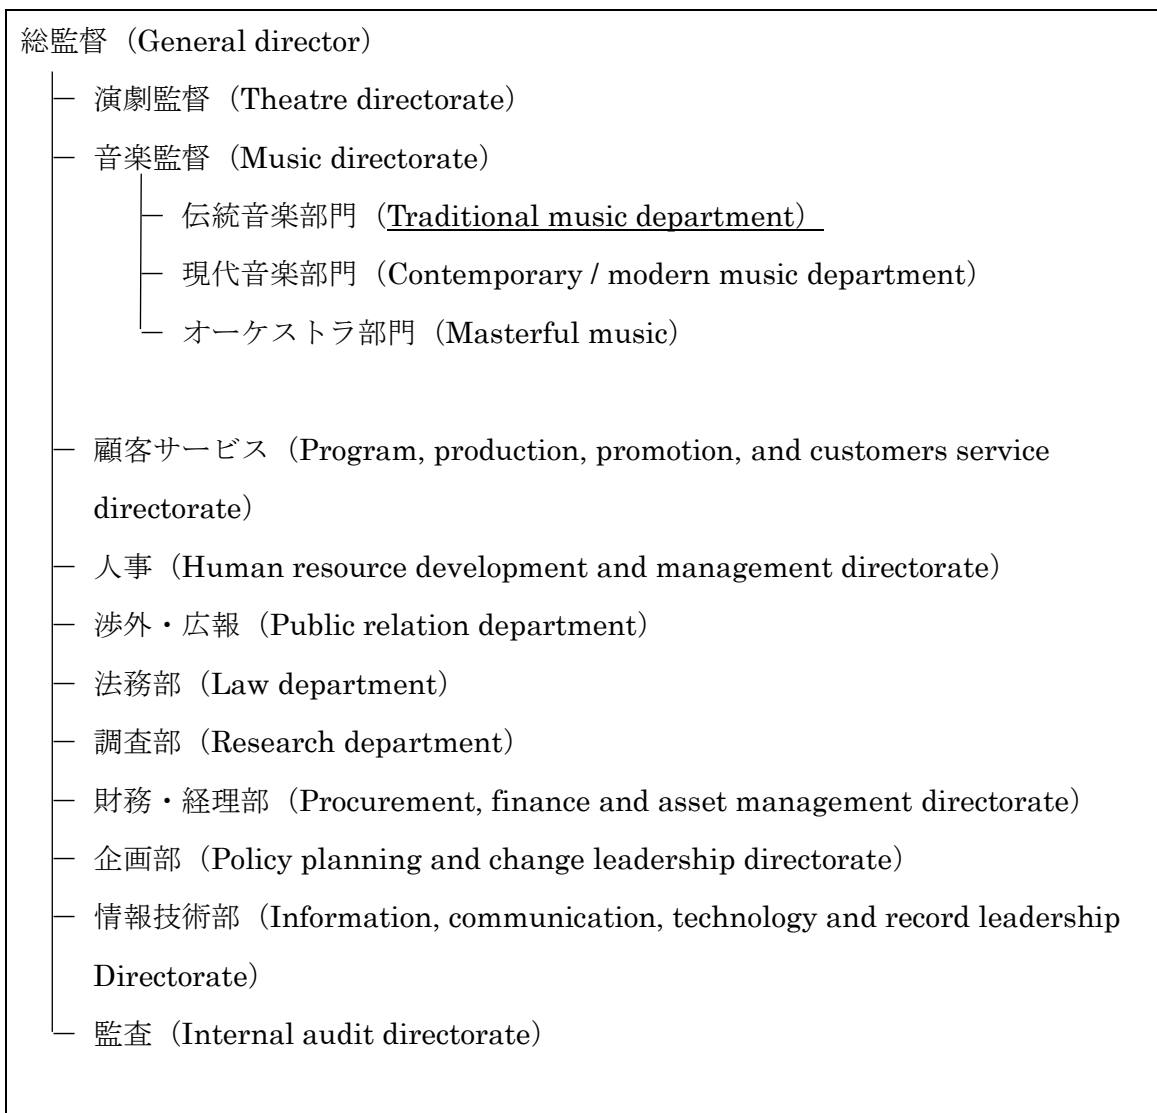 総監督（General director）
演劇監督（Theatre directorate）
音楽監督（Music directorate）
伝統音楽部門（Traditional music department）
現代音楽部門（Contemporary / modern music department）
オーケストラ部門（Masterful music）
顧客サービス（Program, production, promotion, and customers service
directorate）
人事（Human resource development and management directorate）
渉外・広報（Public relation department）
法務部（Law department）
調査部（Research department）
財務・経理部（Procurement, finance and asset management directorate）
企画部（Policy planning and change leadership directorate）
情報技術部（Information, communication, technology and record leadership
Directorate）
監査（Internal audit directorate）